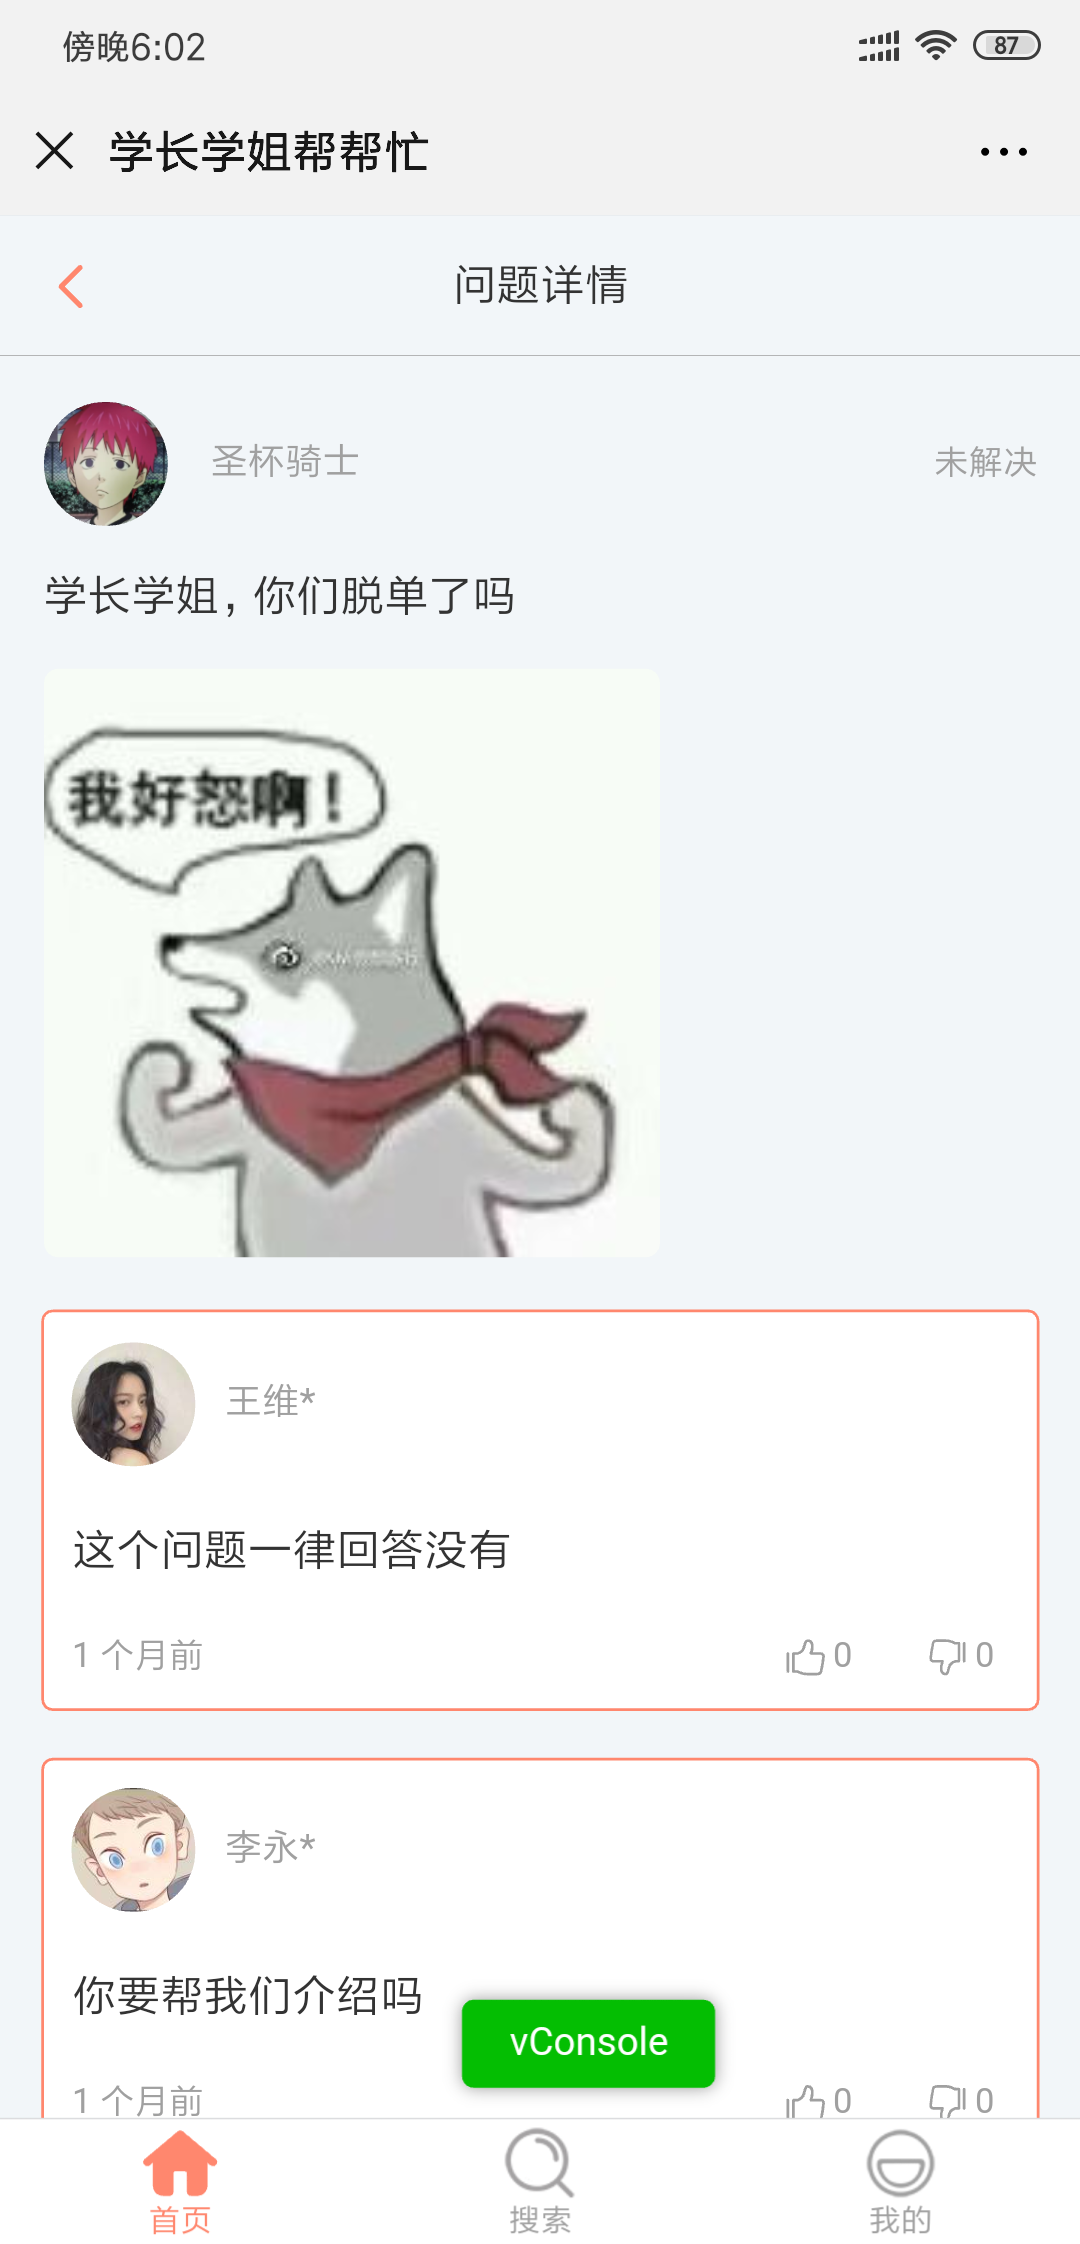 傍晚6:02
87
学长学姐帮帮忙
问题详情
圣杯骑士
未解决
学长学姐，你们脱单了吗
我好怒啊！
王维*
这个问题一律回答没有
1 个月前
0
0
李永*
你要帮我们介绍吗
vConsole
1 个月前
0
0
首页
搜索
我的